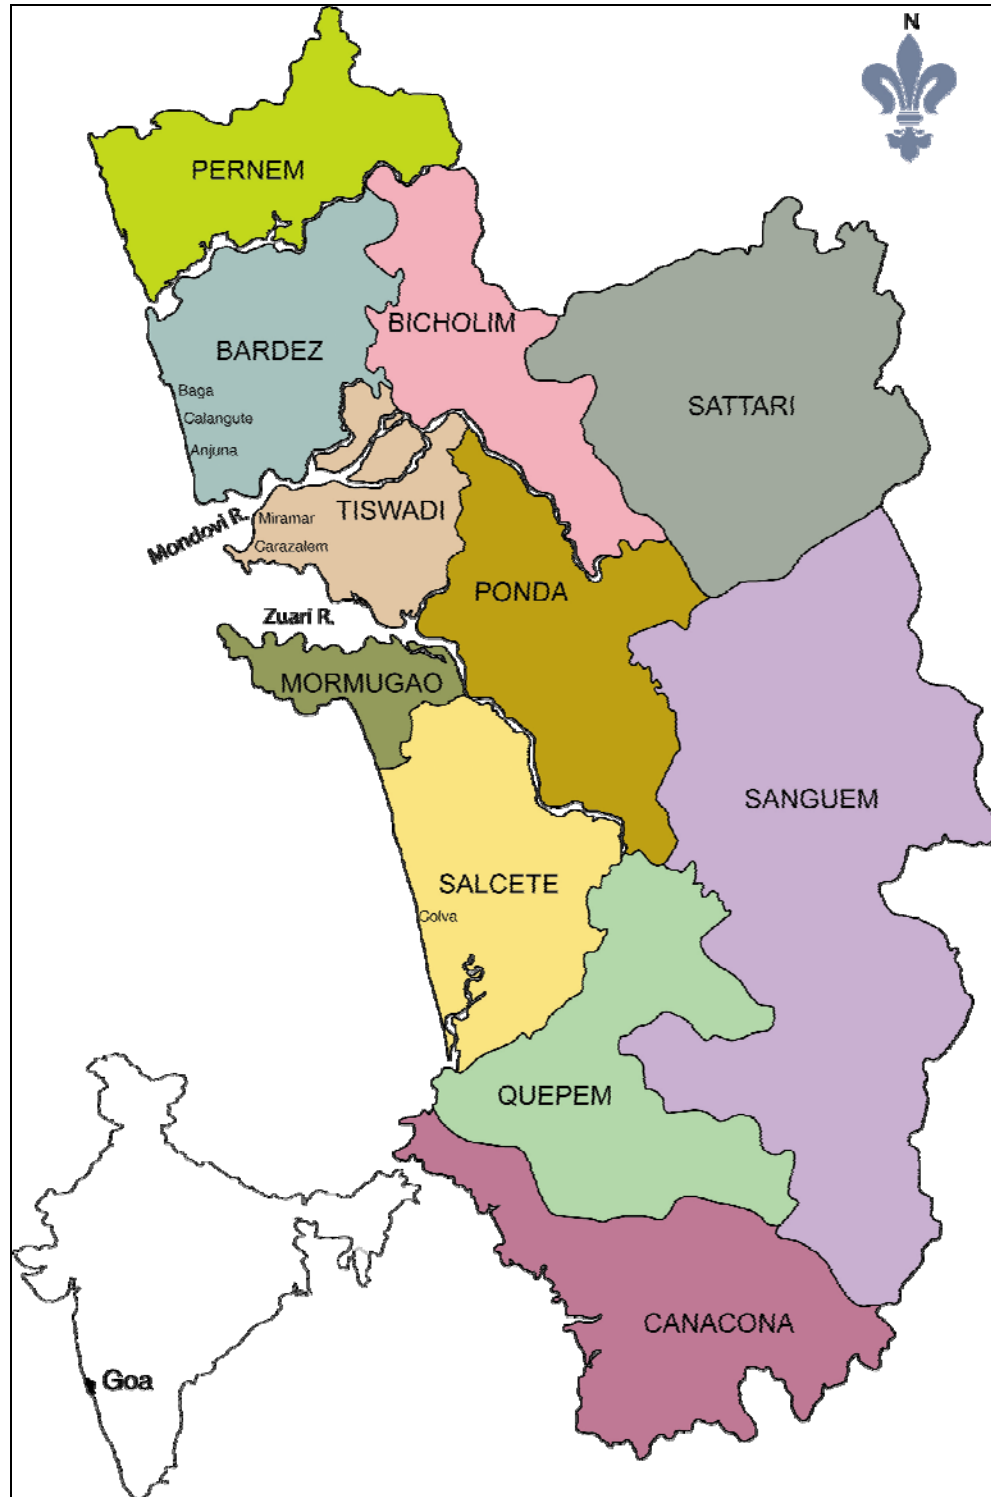 N
PERNEM
BICHOLIM
BARDEZ
Baga
Calangute
Anjuna
SATTARI
Mondovi R.
Miramar
Carazalem
TISWADI
PONDA
Zuari R.
MORMUGAO
SANGUEM
SALCETE
Colva
QUEPEM
CANACONA
Goa